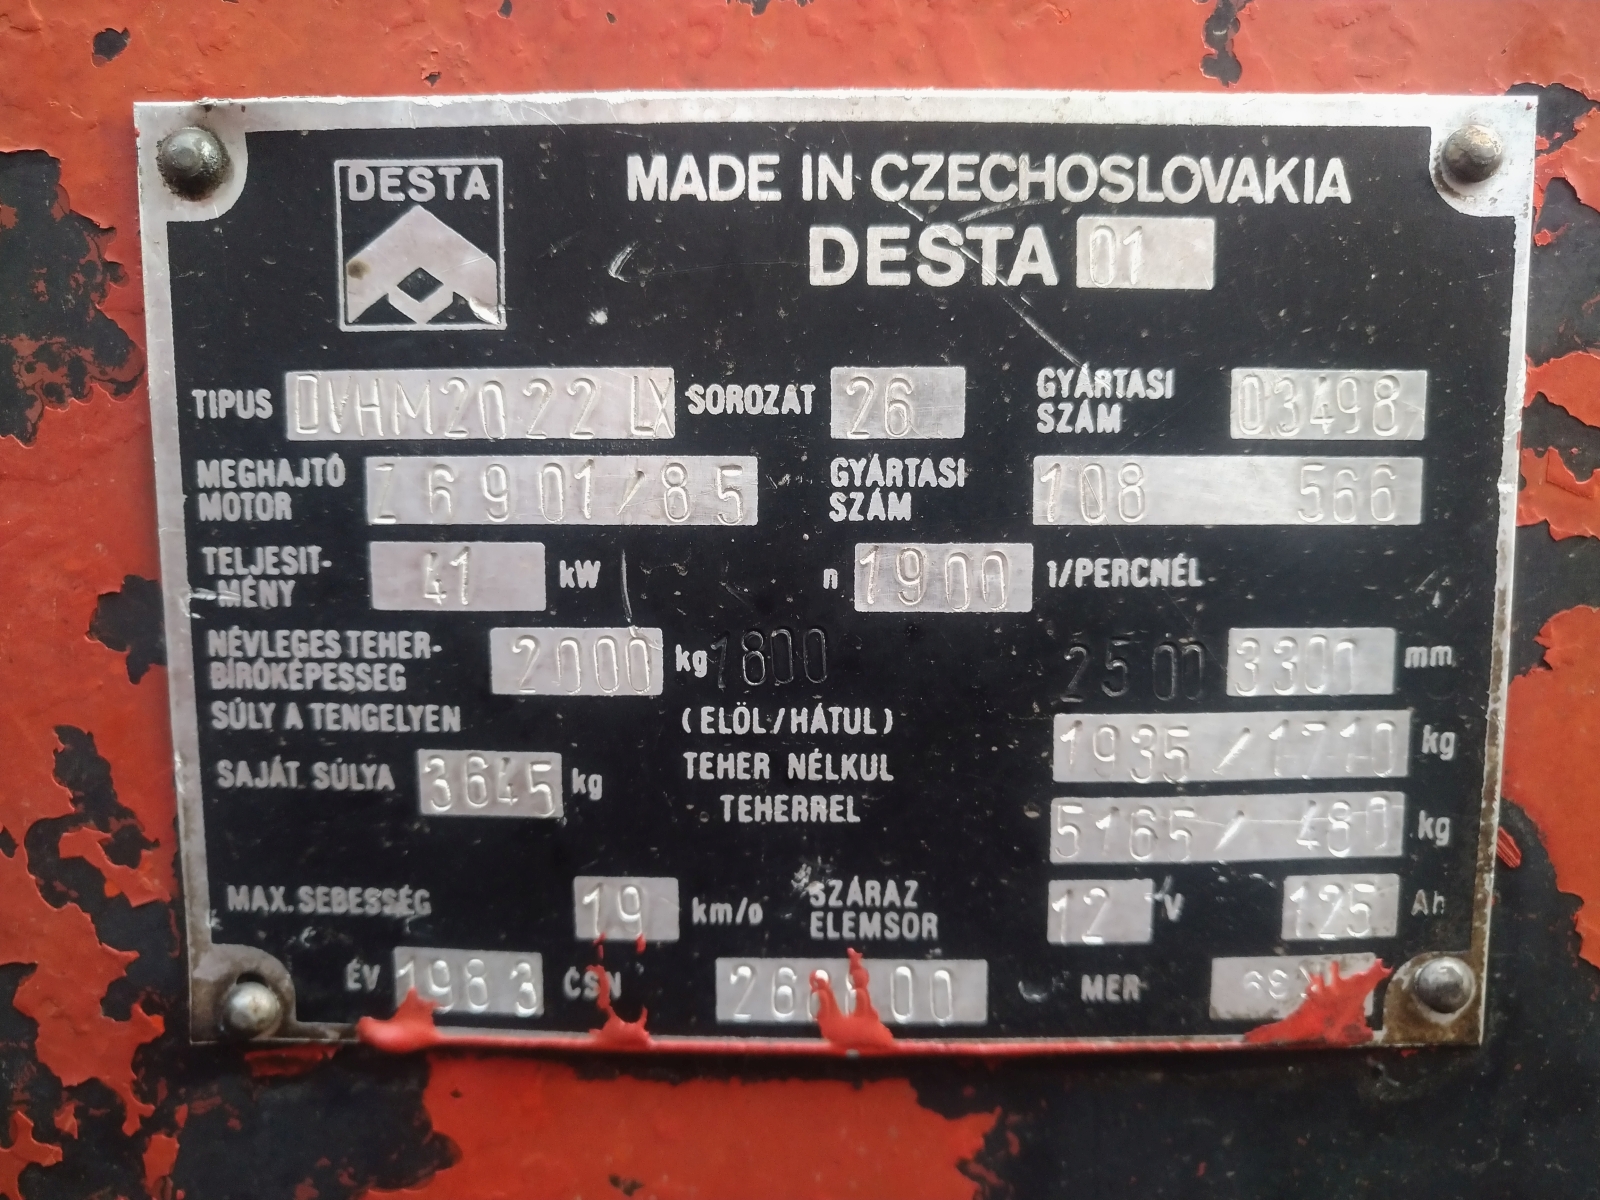 DESTA
MADE IN CZECHOSLOVAKIA
DESTA 01
TIPUS DVHM2022 LX SOROZAT 26 GYÁRTASI SZÁM 03498
MEGHAJTÓ MOTOR Z6901/85 GYÁRTASI SZÁM 108 566
TELJESIT-MÉNY 41 kW n 1900 1/PERCNÉL
NÉVLEGES TEHER-BIRÓKÉPESSEG 2000 kg 1800 2500 3300 mm
SÚLY A TENGELYEN (ELÖL/HÁTUL)
SAJÁT SÚLYA 3645 kg TEHER NÉLKUL 1935/1710 kg
TEHERREL 5165/480 kg
MAX. SEBESSÉG 19 km/o SZÁRAZ ELEMSOR 12 V 125 Ah
ÉV 1983 ČSN MER